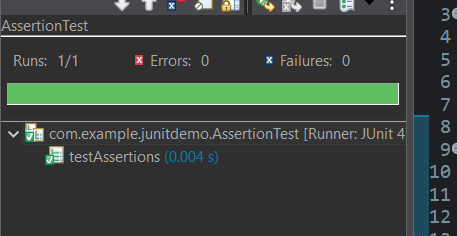 AssertionTest
Runs: 1/1 Errors: 0 Failures: 0
com.example.junitdemo.AssertionTest [Runner: JUnit 4
testAssertions (0.004 s)
3
4
5
6
7
8
9
10
11
12
13